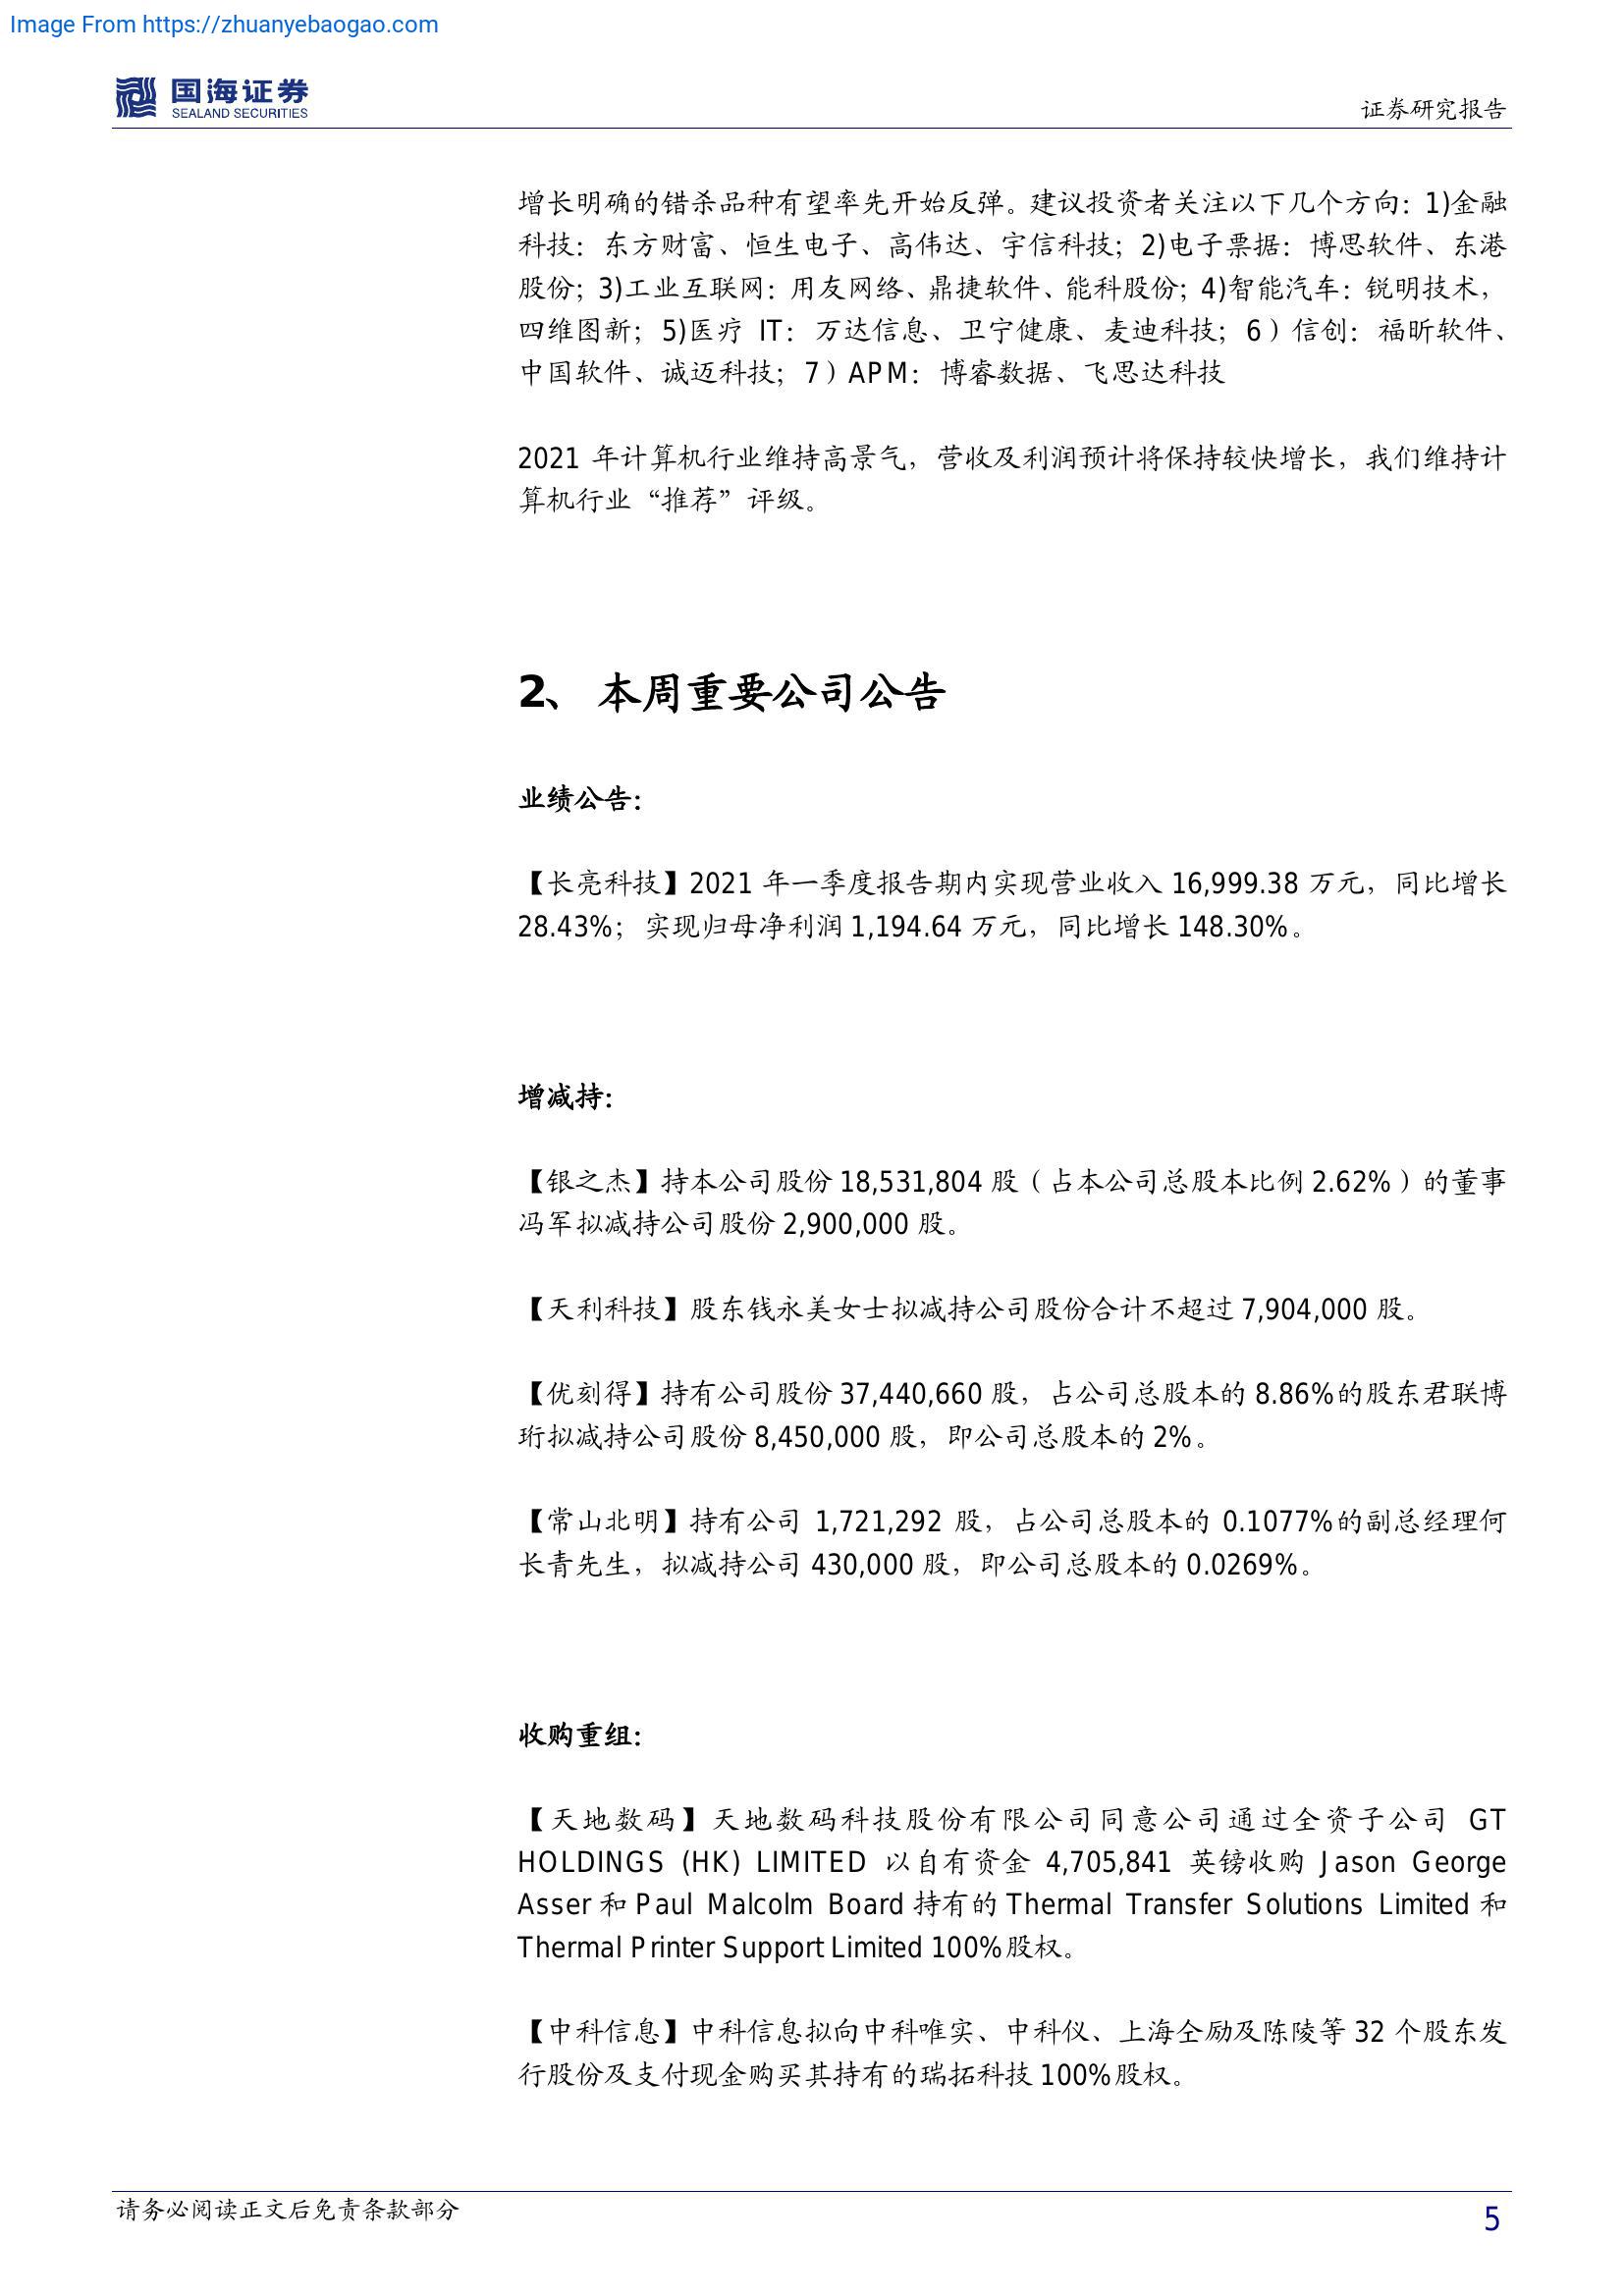 Image From https://zhuanyebaogao.com
国海证券
SEALAND SECURITIES
证券研究报告
增长明确的错杀品种有望率先开始反弹。建议投资者关注以下几个方向：1)金融
科技：东方财富、恒生电子、高伟达、宇信科技；2)电子票据：博思软件、东港
股份；3)工业互联网：用友网络、鼎捷软件、能科股份；4)智能汽车：锐明技术，
四维图新；5)医疗 IT：万达信息、卫宁健康、麦迪科技；6）信创：福昕软件、
中国软件、诚迈科技；7）APM：博睿数据、飞思达科技
2021 年计算机行业维持高景气，营收及利润预计将保持较快增长，我们维持计
算机行业“推荐”评级。
2、 本周重要公司公告
业绩公告：
【长亮科技】2021 年一季度报告期内实现营业收入 16,999.38 万元，同比增长
28.43%；实现归母净利润 1,194.64 万元，同比增长 148.30%。
增减持：
【银之杰】持本公司股份 18,531,804 股（占本公司总股本比例 2.62%）的董事
冯军拟减持公司股份 2,900,000 股。
【天利科技】股东钱永美女士拟减持公司股份合计不超过 7,904,000 股。
【优刻得】持有公司股份 37,440,660 股，占公司总股本的 8.86%的股东君联博
珩拟减持公司股份 8,450,000 股，即公司总股本的 2%。
【常山北明】持有公司 1,721,292 股，占公司总股本的 0.1077%的副总经理何
长青先生，拟减持公司 430,000 股，即公司总股本的 0.0269%。
收购重组：
【天地数码】天地数码科技股份有限公司同意公司通过全资子公司 GT
HOLDINGS (HK) LIMITED 以自有资金 4,705,841 英镑收购 Jason George
Asser 和 Paul Malcolm Board 持有的 Thermal Transfer Solutions Limited 和
Thermal Printer Support Limited 100%股权。
【中科信息】中科信息拟向中科唯实、中科仪、上海仝励及陈陵等 32 个股东发
行股份及支付现金购买其持有的瑞拓科技 100%股权。
请务必阅读正文后免责条款部分
5